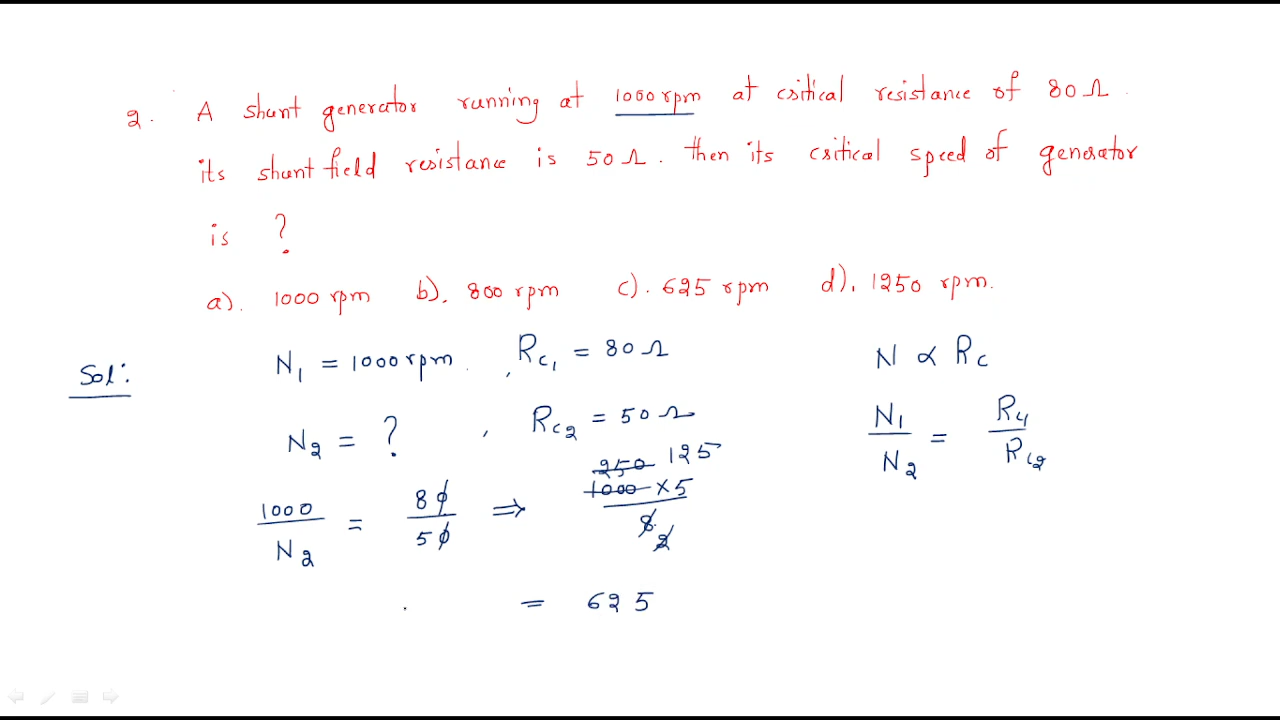 2. A shunt generator running at 1000 rpm at critical resistance of 80 Ω.
its shunt field resistance is 50 Ω. then its critical speed of generator
is ?
a). 1000 rpm b). 800 rpm c). 625 rpm d). 1250 rpm.
Sol: N1 = 1000 rpm, RC1 = 80 Ω N ∝ RC
N2 = ? , RC2 = 50 Ω N1/N2 = RC1/RC2
250 125
1000/N2 = 80/50 ⇒ 1000 × 5/8
2
= 625